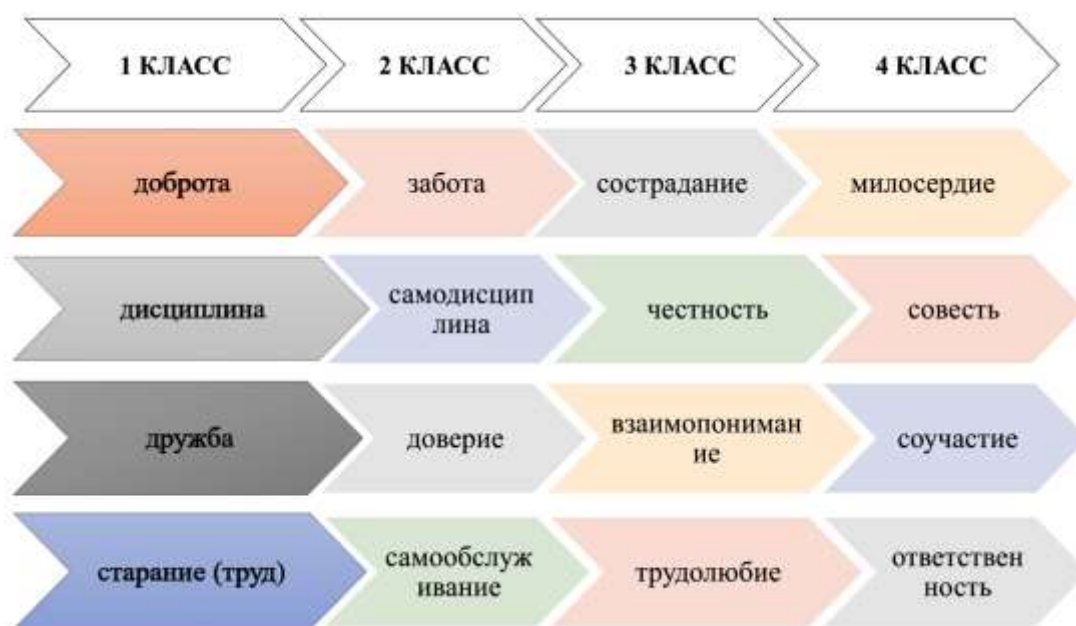 1 КЛАСС 2 КЛАСС 3 КЛАСС 4 КЛАСС
доброта забота сострадание милосердие
дисциплина самодисцип
лина честность совесть
дружба доверие взаимопониман
ие соучастие
старание (труд) самообслуж
ивание трудолюбие ответствен
ность